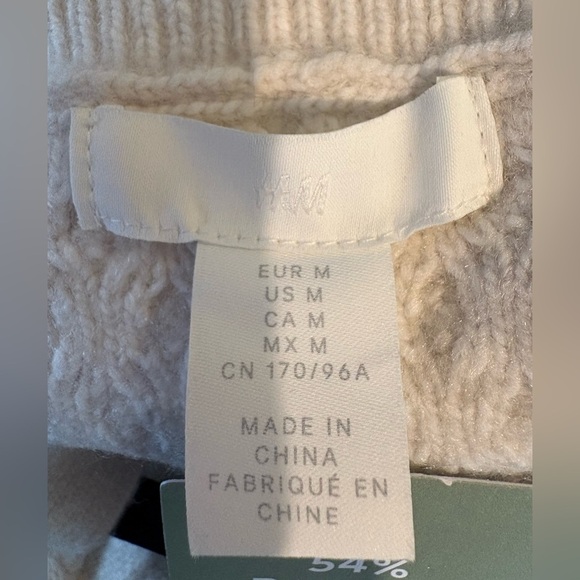 H&M
EUR M
US M
CA M
MX M
CN 170/96A
MADE IN
CHINA
FABRIQUÉ EN
CHINE
54%